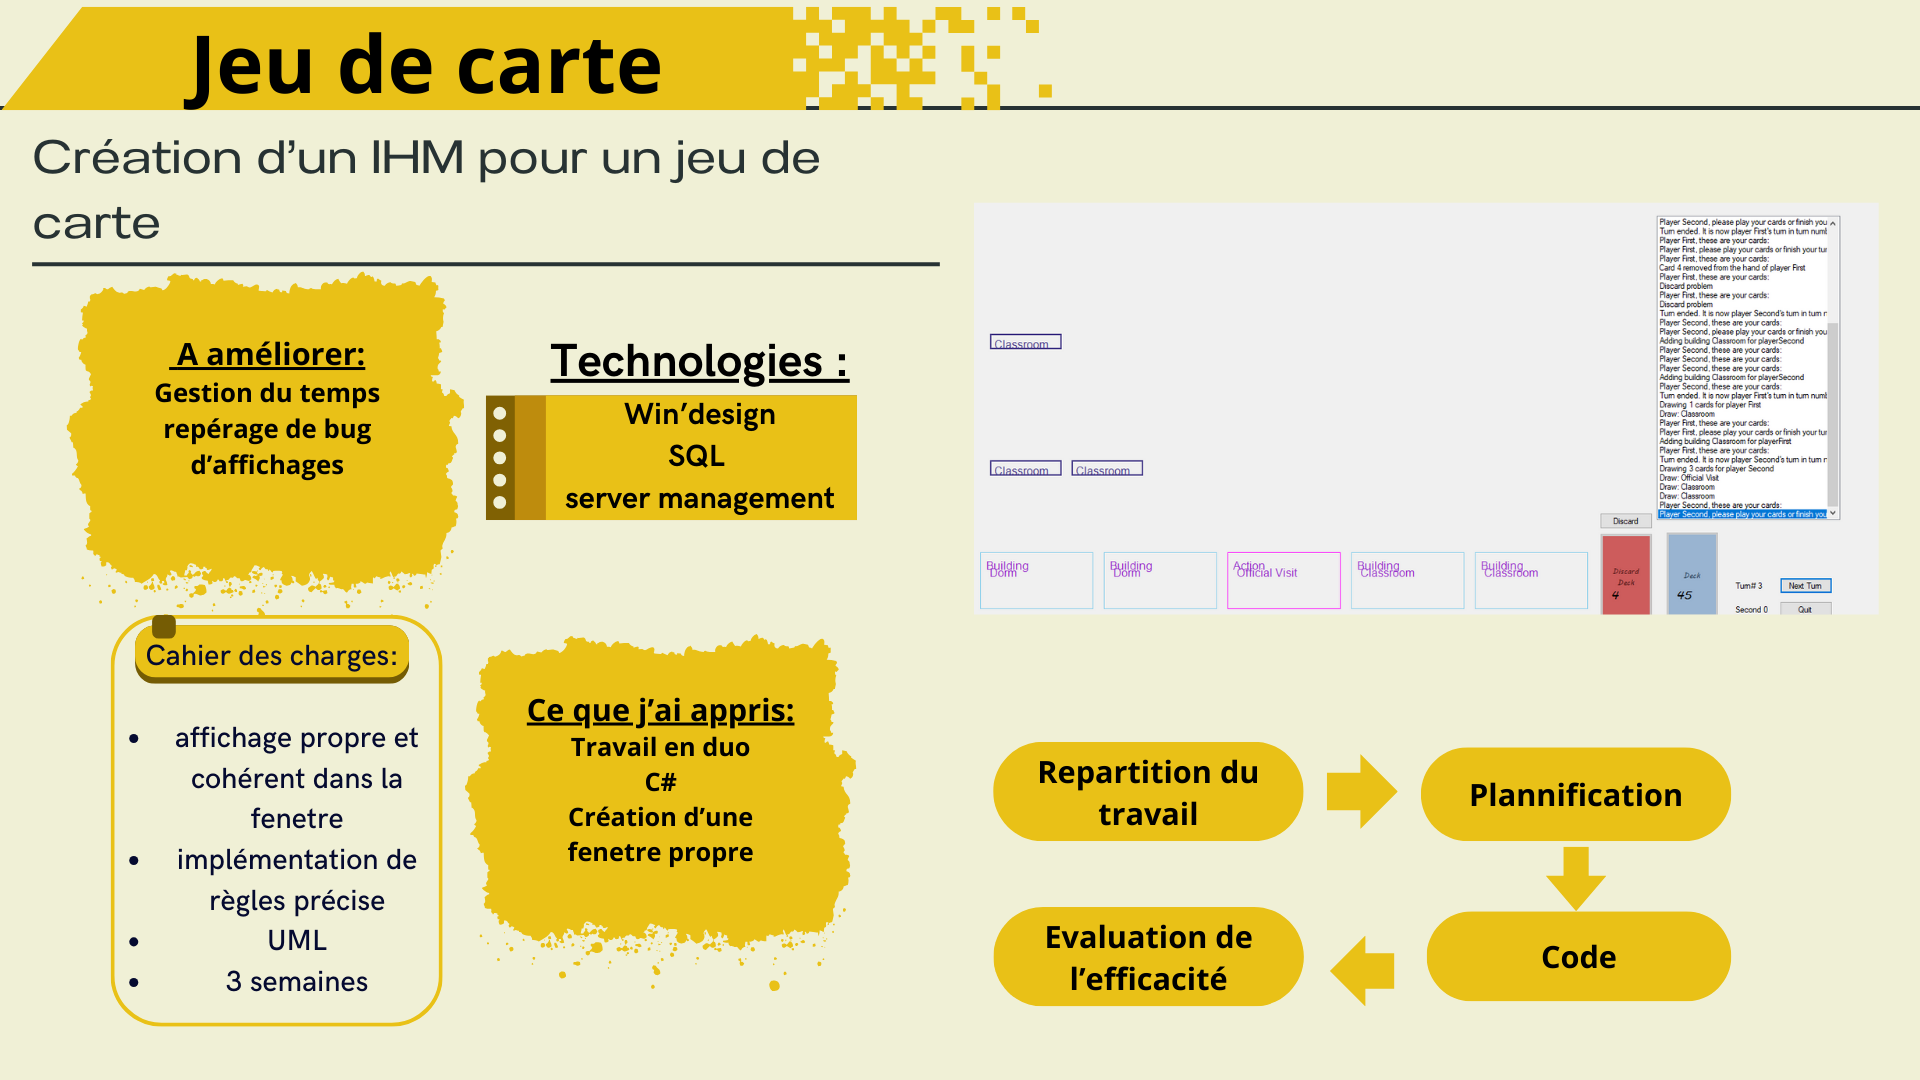 Jeu de carte
Création d’un IHM pour un jeu de
carte
A améliorer:
Gestion du temps
repérage de bug
d’affichages
Technologies :
Win’design
SQL
server management
Cahier des charges:
• affichage propre et
cohérent dans la
fenetre
• implémentation de
règles précise
• UML
• 3 semaines
Ce que j’ai appris:
Travail en duo
C#
Création d’une
fenetre propre
Classroom
Classroom Classroom
Building
Dorm
Building
Dorm
Action
Official Visit
Building
Classroom
Building
Classroom
Player Second, please play your cards or finish you
Turn ended. It is now player First's turn in turn numb
Player First, these are your cards:
Player First, please play your cards or finish your tur
Player First, these are your cards:
Card 4 removed from the hand of player First
Player First, these are your cards:
Discard problem
Player First, these are your cards:
Discard problem
Turn ended. It is now player Second's turn in turn r
Player Second, these are your cards:
Player Second, please play your cards or finish you
Adding building Classroom for playerSecond
Player Second, these are your cards:
Player Second, these are your cards:
Player Second, these are your cards:
Adding building Classroom for playerSecond
Player Second, these are your cards:
Turn ended. It is now player First's turn in turn numb
Drawing 1 cards for player First
Draw: Classroom
Player First, these are your cards:
Player First, please play your cards or finish your tur
Adding building Classroom for playerFirst
Player First, these are your cards:
Turn ended. It is now player Second's turn in turn r
Drawing 3 cards for player Second
Draw: Official Visit
Draw: Classroom
Draw: Classroom
Player Second, these are your cards:
Player Second, please play your cards or finish you
Discard
Discard
Deck
4
Deck
45
Turn# 3
Next Turn
Second 0
Quit
Repartition du
travail
Plannification
Code
Evaluation de
l’efficacité